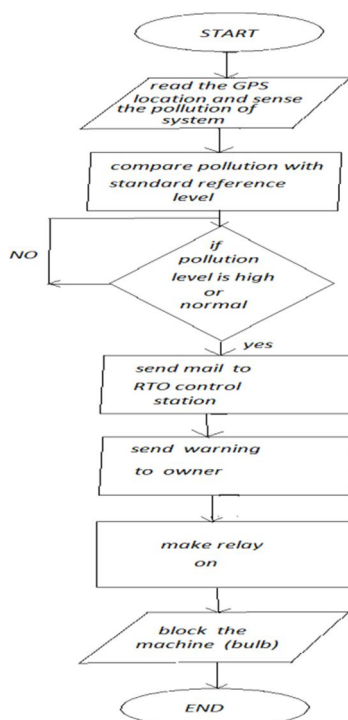 START
read the GPS
location and sense
the pollution of
system
compare pollution with
standard reference
level
if
pollution
level is high
or
normal
NO
yes
send mail to
RTO control
station
send warning
to owner
make relay
on
block the
machine (bulb)
END